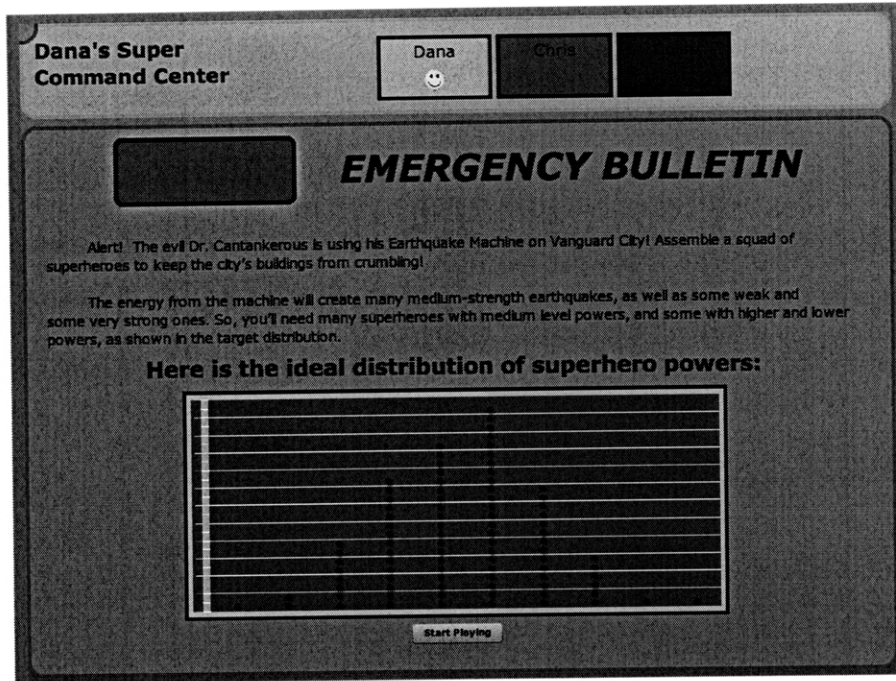 Dana's Super
Command Center
Dana
Chris
EMERGENCY BULLETIN
Alert! The evil Dr. Cantankerous is using his Earthquake Machine on Vanguard City! Assemble a squad of
superheroes to keep the city's buildings from crumbling!
The energy from the machine will create many medium-strength earthquakes, as well as some weak and
some very strong ones. So, you'll need many superheroes with medium level powers, and some with higher and lower
powers, as shown in the target distribution.
Here is the ideal distribution of superhero powers:
Start Playing